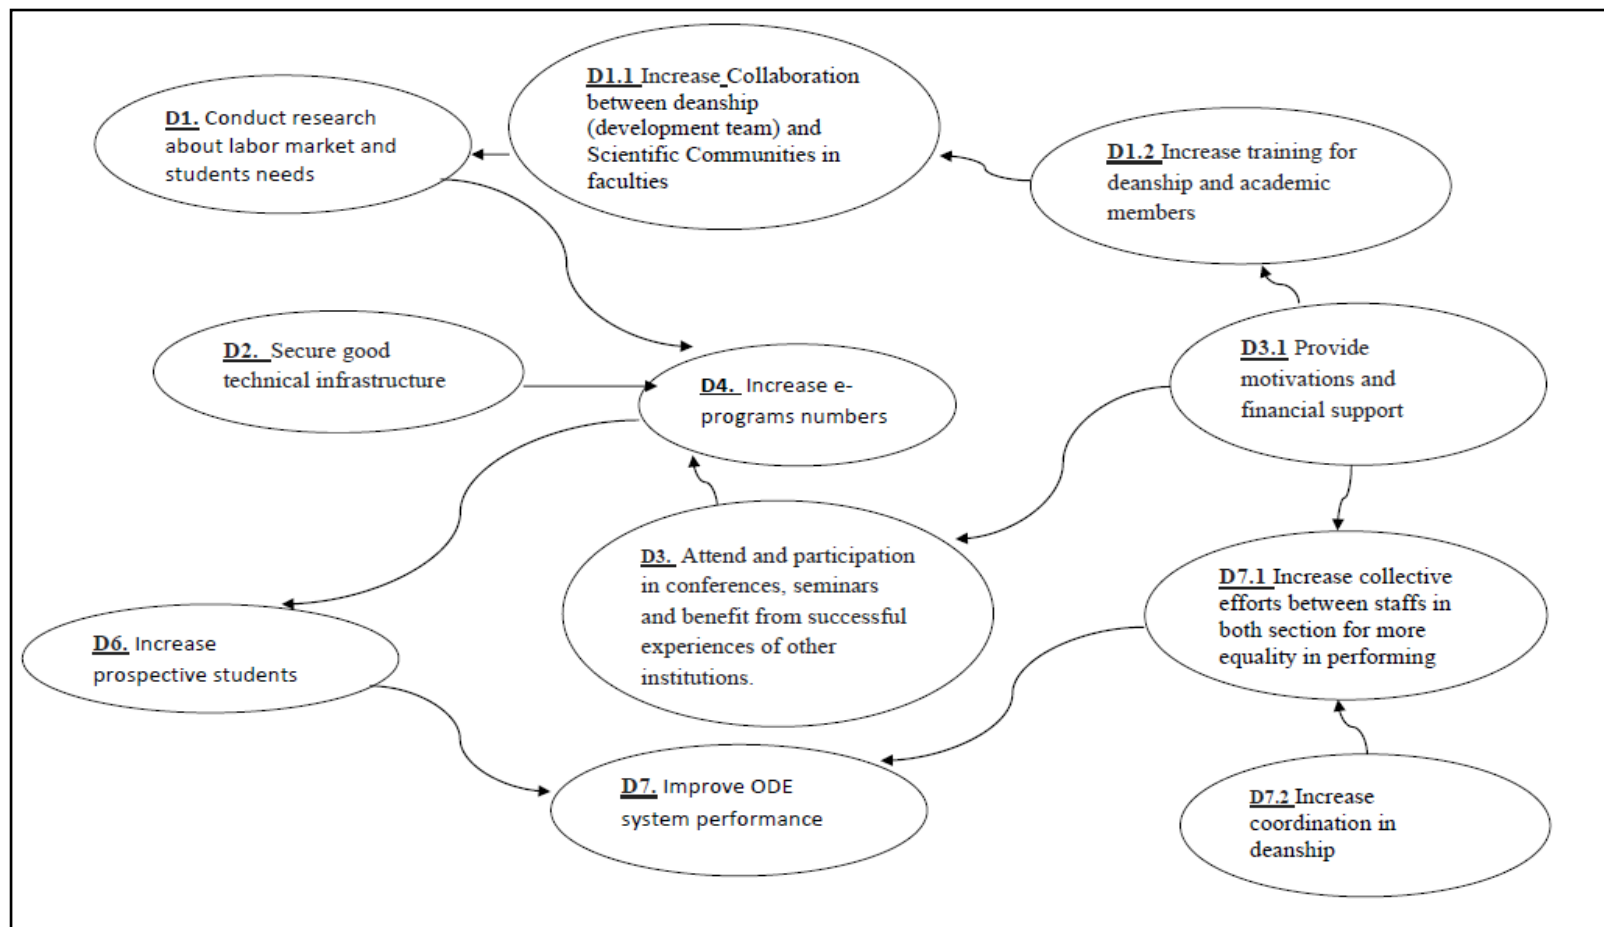 D1.1 Increase Collaboration
between deanship
(development team) and
Scientific Communities in
faculties
D1. Conduct research
about labor market and
students needs
D1.2 Increase training for
deanship and academic
members
D2. Secure good
technical infrastructure
D4. Increase e-
programs numbers
D3.1 Provide
motivations and
financial support
D3. Attend and participation
in conferences, seminars
and benefit from successful
experiences of other
institutions.
D7.1 Increase collective
efforts between staffs in
both section for more
equality in performing
D6. Increase
prospective students
D7. Improve ODE
system performance
D7.2 Increase
coordination in
deanship